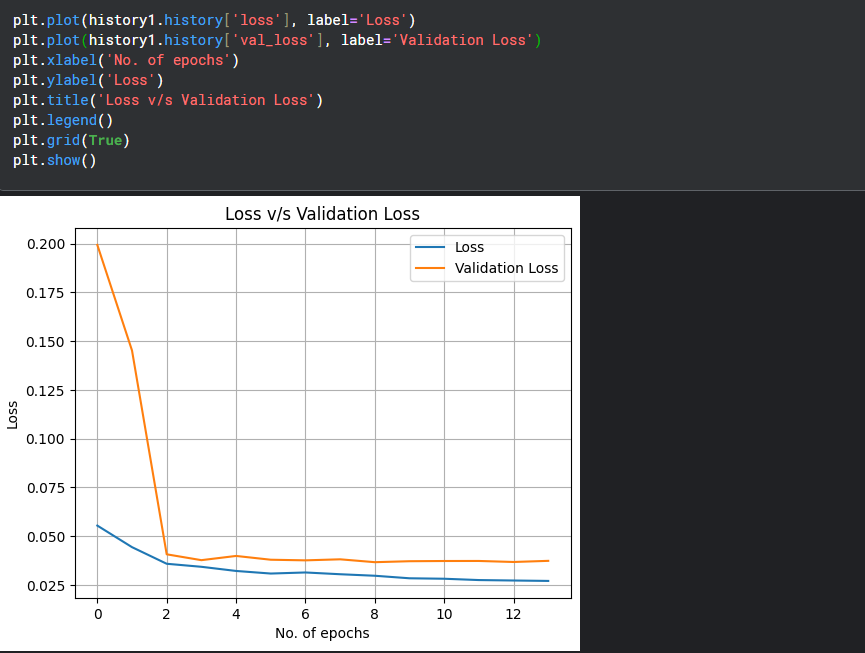 plt.plot(history1.history['loss'], label='Loss')
plt.plot(history1.history['val_loss'], label='Validation Loss')
plt.xlabel('No. of epochs')
plt.ylabel('Loss')
plt.title('Loss v/s Validation Loss')
plt.legend()
plt.grid(True)
plt.show()
Loss v/s Validation Loss
Loss
Validation Loss
0.200
0.175
0.150
0.125
0.100
0.075
0.050
0.025
Loss
0 2 4 6 8 10 12
No. of epochs